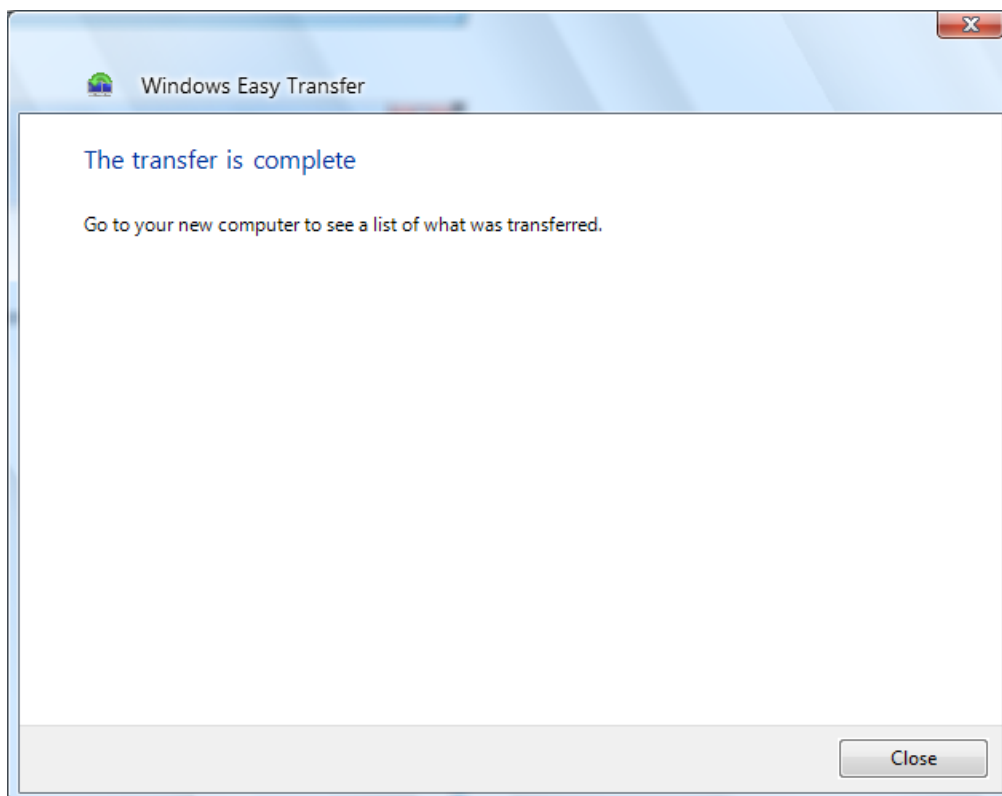 Windows Easy Transfer
The transfer is complete
Go to your new computer to see a list of what was transferred.
Close